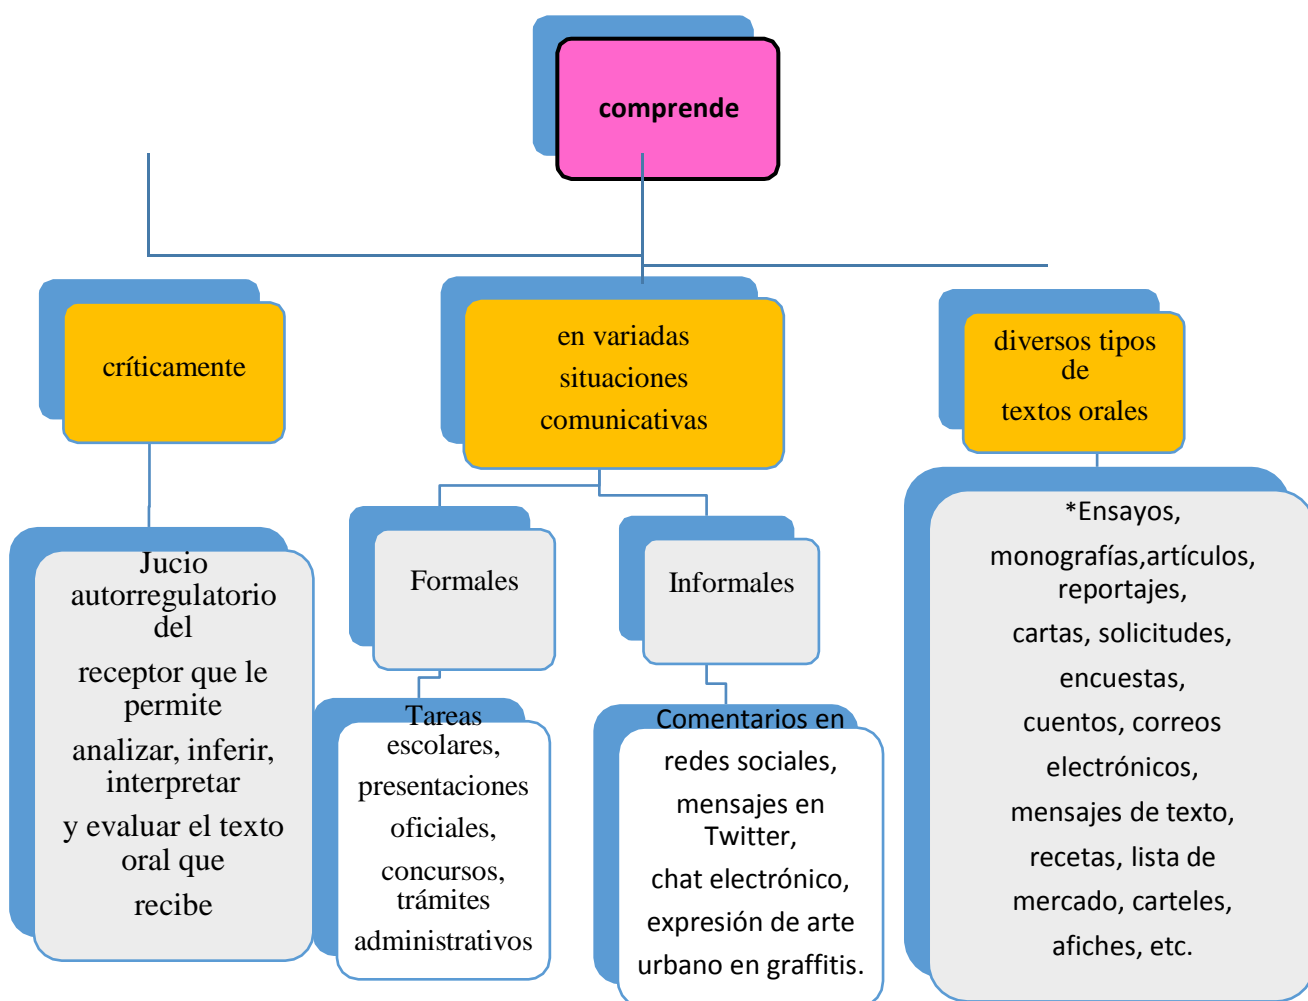 comprende
críticamente
en variadas
situaciones
comunicativas
diversos tipos
de
textos orales
Jucio
autorregulatorio
del
receptor que le
permite
analizar, inferir,
interpretar
y evaluar el texto
oral que
recibe
Formales
Informales
Tareas
escolares,
presentaciones
oficiales,
concursos,
trámites
administrativos
Comentarios en
redes sociales,
mensajes en
Twitter,
chat electrónico,
expresión de arte
urbano en graffitis.
*Ensayos,
monografías,artículos,
reportajes,
cartas, solicitudes,
encuestas,
cuentos, correos
electrónicos,
mensajes de texto,
recetas, lista de
mercado, carteles,
afiches, etc.